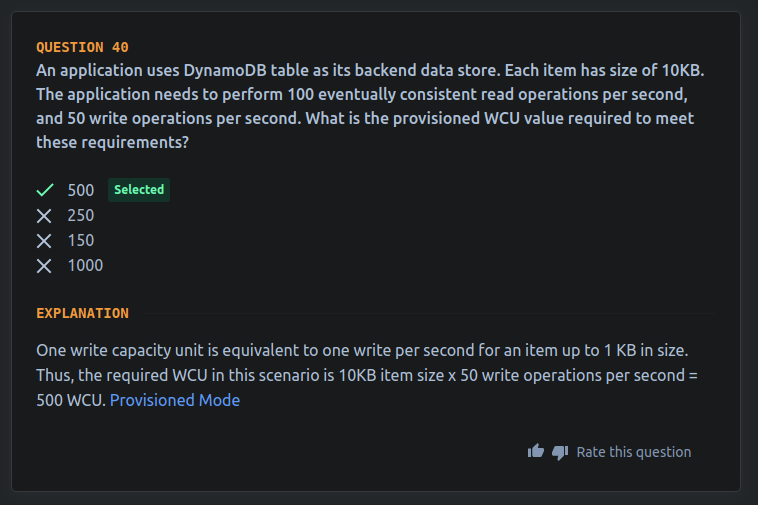 QUESTION 40
An application uses DynamoDB table as its backend data store. Each item has size of 10KB.
The application needs to perform 100 eventually consistent read operations per second,
and 50 write operations per second. What is the provisioned WCU value required to meet
these requirements?
500 Selected
250
150
1000
EXPLANATION
One write capacity unit is equivalent to one write per second for an item up to 1 KB in size.
Thus, the required WCU in this scenario is 10KB item size x 50 write operations per second =
500 WCU. Provisioned Mode
Rate this question